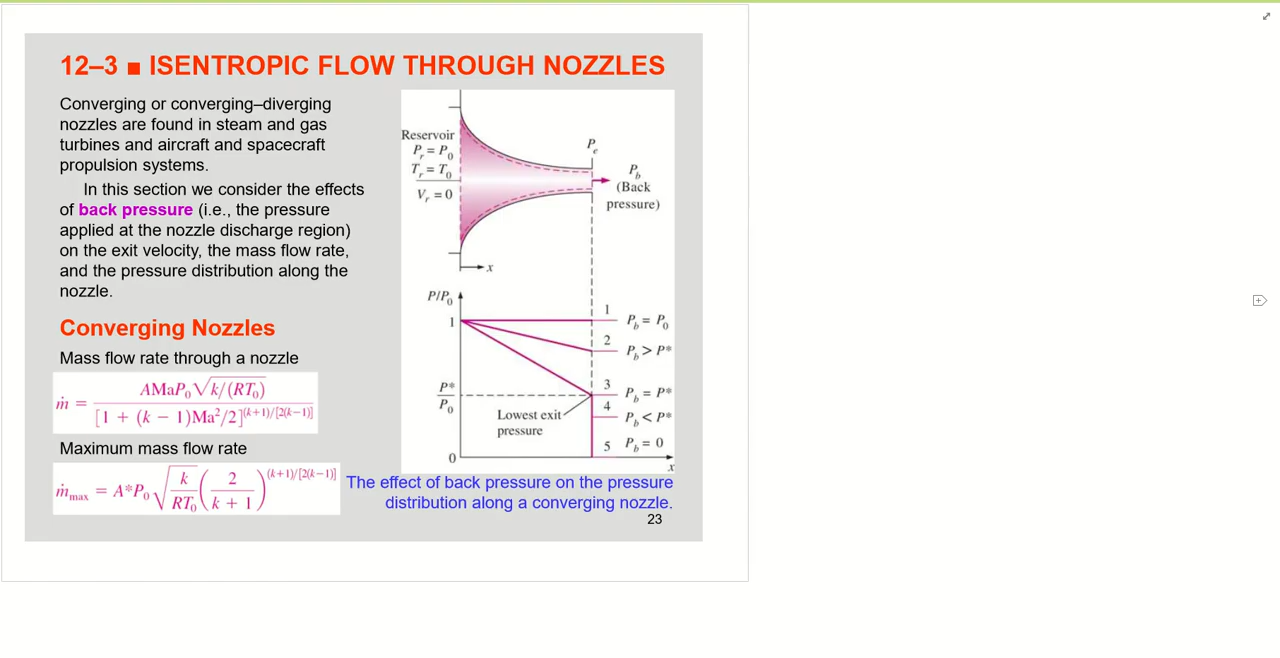 12–3 ■ ISENTROPIC FLOW THROUGH NOZZLES
Converging or converging–diverging
nozzles are found in steam and gas
turbines and aircraft and spacecraft
propulsion systems.
In this section we consider the effects
of back pressure (i.e., the pressure
applied at the nozzle discharge region)
on the exit velocity, the mass flow rate,
and the pressure distribution along the
nozzle.
Converging Nozzles
Mass flow rate through a nozzle
ṁ = AMaP₀√k/(RT₀) / [1 + (k − 1)Ma²/2]^(k+1)/[2(k−1)]
Maximum mass flow rate
ṁmax = A*P₀ √(k/RT₀) (2/(k + 1))^(k+1)/[2(k−1)]
Reservoir
Pᵣ = P₀
Tᵣ = T₀
Vᵣ = 0
Pₑ
P_b
(Back
pressure)
x
P/P₀
1
P*/P₀
0
Lowest exit
pressure
1 P_b = P₀
2 P_b > P*
3 P_b = P*
4 P_b < P*
5 P_b = 0
x
The effect of back pressure on the pressure
distribution along a converging nozzle.
23